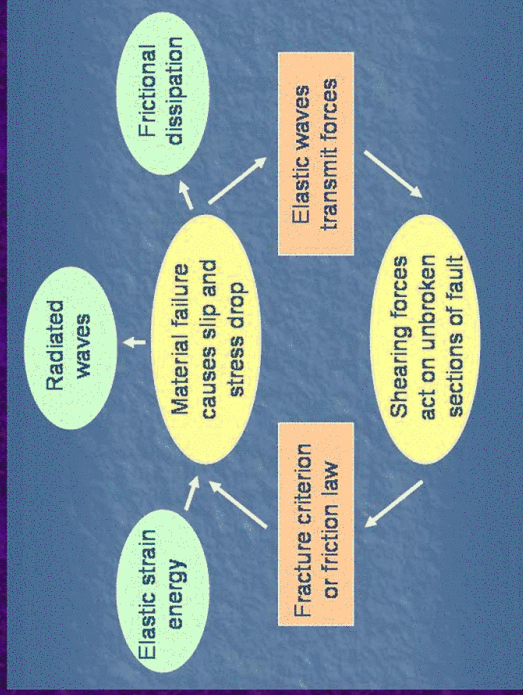 Radiated
waves
Elastic strain
energy
Material failure
causes slip and
stress drop
Frictional
dissipation
Fracture criterion
or friction law
Elastic waves
transmit forces
Shearing forces
act on unbroken
sections of fault